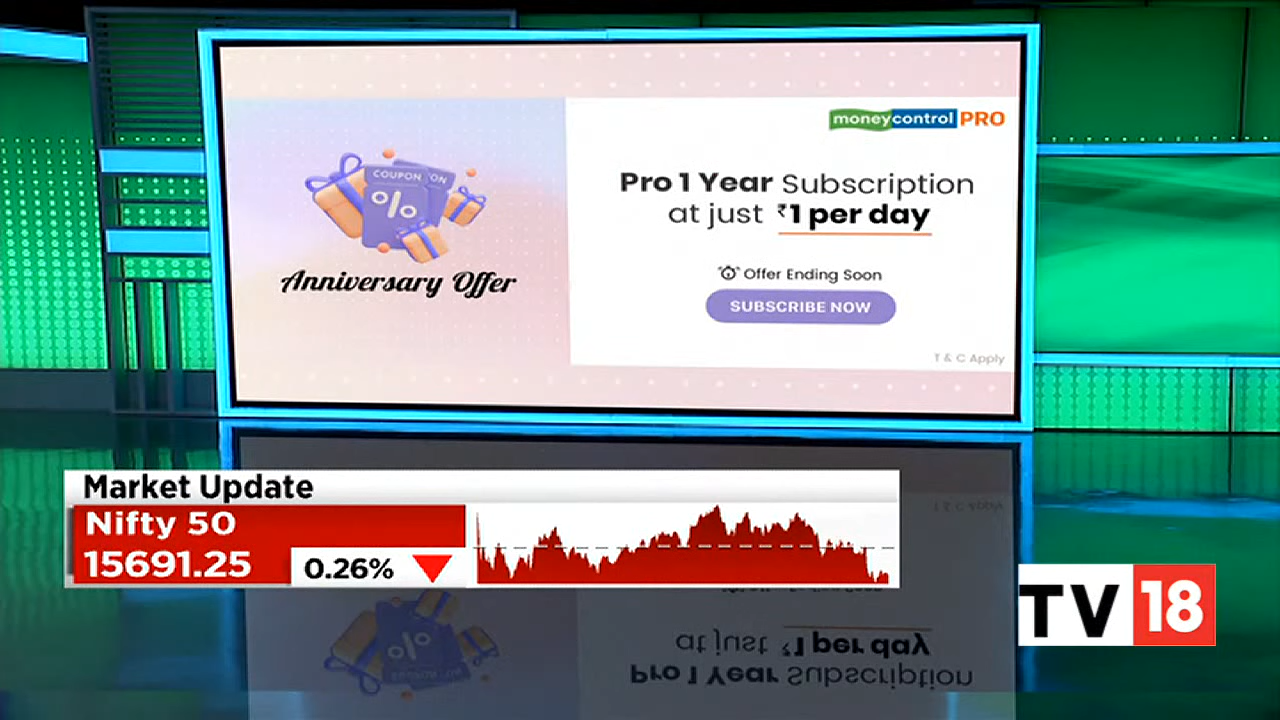 moneycontrol PRO
COUPON
ON
%
Pro 1 Year Subscription
at just ₹1 per day
Anniversary Offer
Offer Ending Soon
SUBSCRIBE NOW
T & C Apply
Market Update
Nifty 50
15691.25
0.26%
TV18